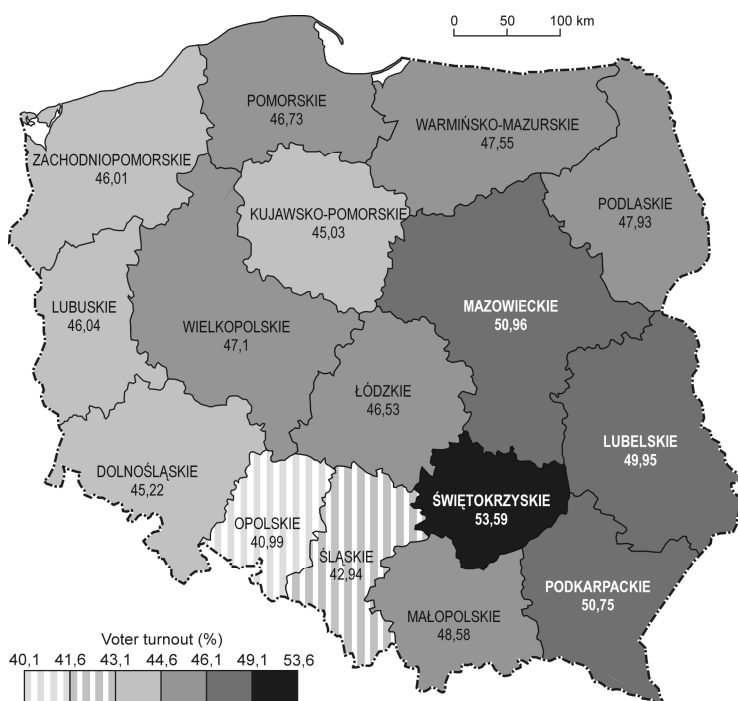 0 50 100 km
POMORSKIE
46,73
WARMIŃSKO-MAZURSKIE
47,55
ZACHODNIOPOMORSKIE
46,01
KUJAWSKO-POMORSKIE
45,03
PODLASKIE
47,93
LUBUSKIE
46,04
WIELKOPOLSKIE
47,1
MAZOWIECKIE
50,96
ŁÓDZKIE
46,53
LUBELSKIE
49,95
DOLNOŚLĄSKIE
45,22
OPOLSKIE
40,99
ŚLĄSKIE
42,94
ŚWIĘTOKRZYSKIE
53,59
PODKARPACKIE
50,75
MAŁOPOLSKIE
48,58
Voter turnout (%)
40,1 41,6 43,1 44,6 46,1 49,1 53,6